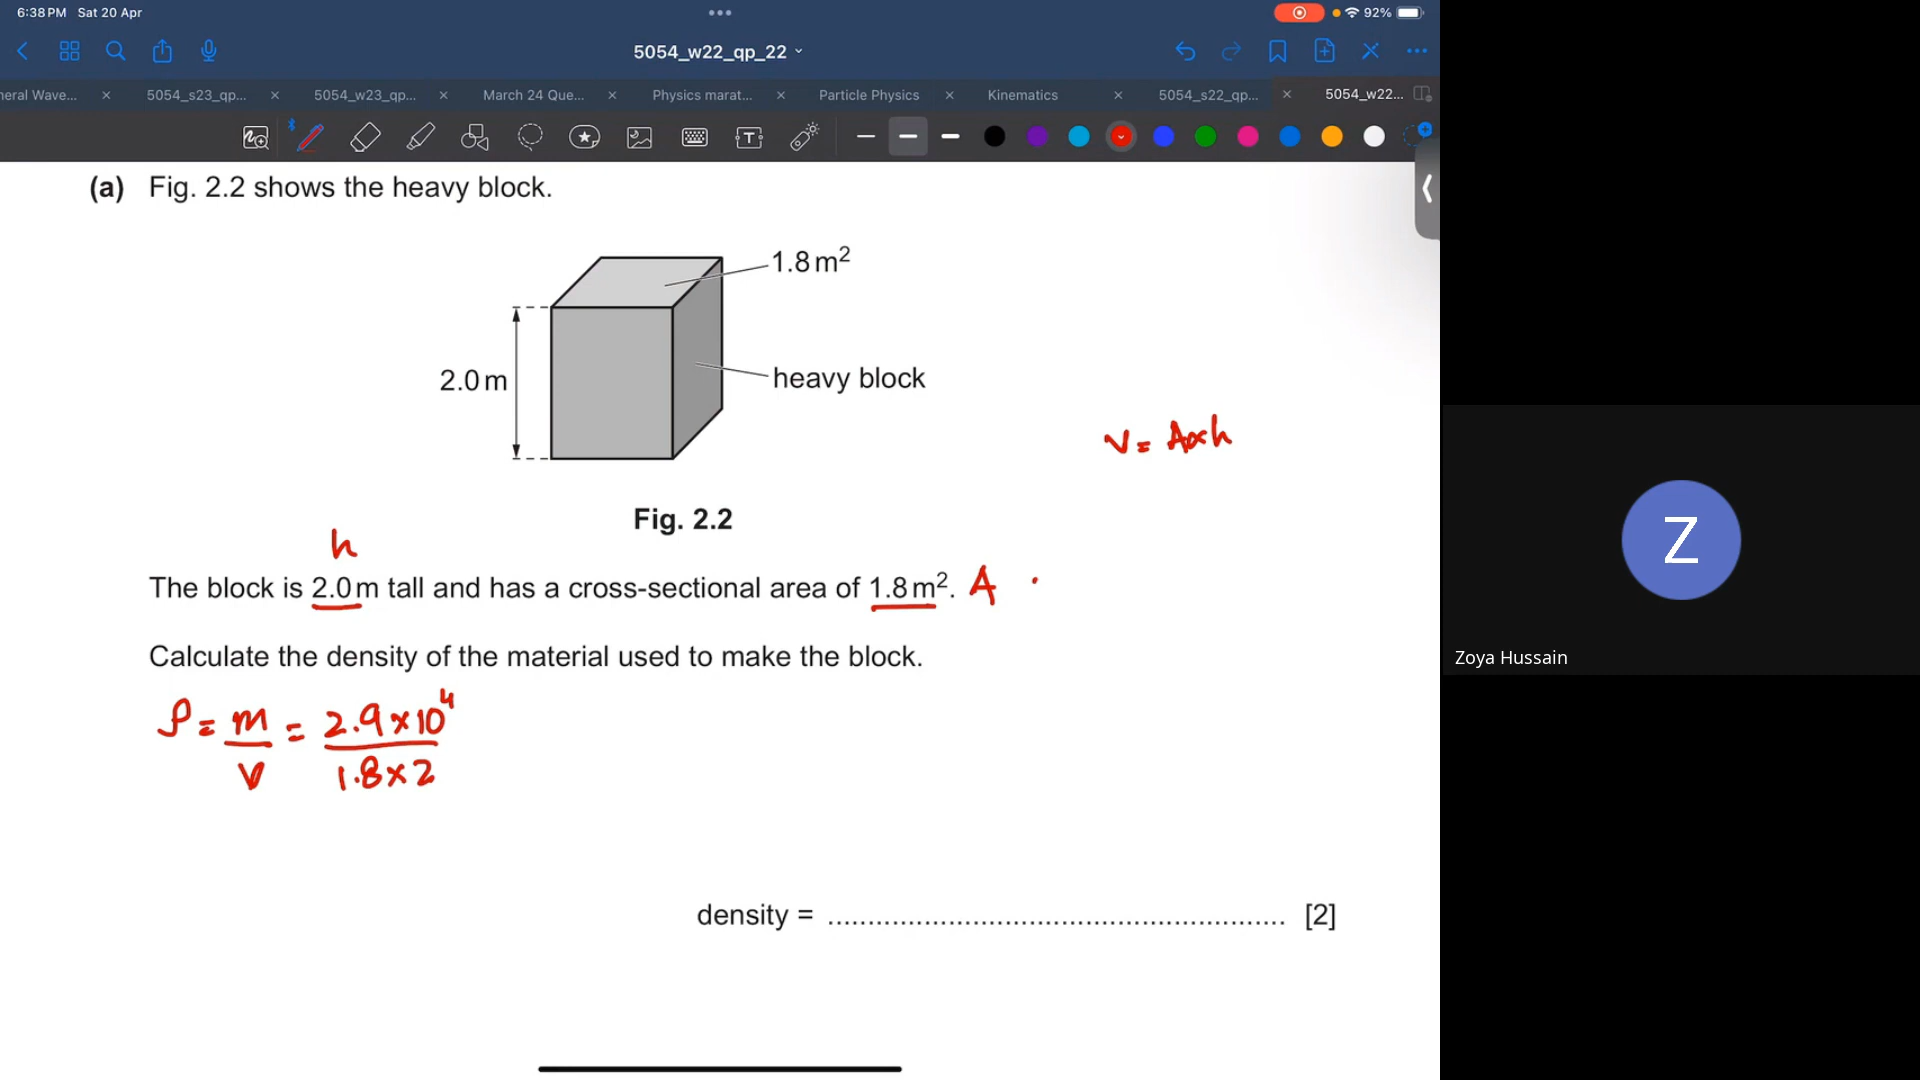 6:38 PM Sat 20 Apr
92%
5054_w22_qp_22
neral Wave...
5054_s23_qp...
5054_w23_qp...
March 24 Que...
Physics marat...
Particle Physics
Kinematics
5054_s22_qp...
5054_w22...
(a) Fig. 2.2 shows the heavy block.
1.8 m²
2.0 m
heavy block
V = A×h
Fig. 2.2
h
The block is 2.0 m tall and has a cross-sectional area of 1.8 m². A
Calculate the density of the material used to make the block.
ρ = m/V = 2.9×10⁴/1.8×2
density = ........................................................ [2]
Z
Zoya Hussain